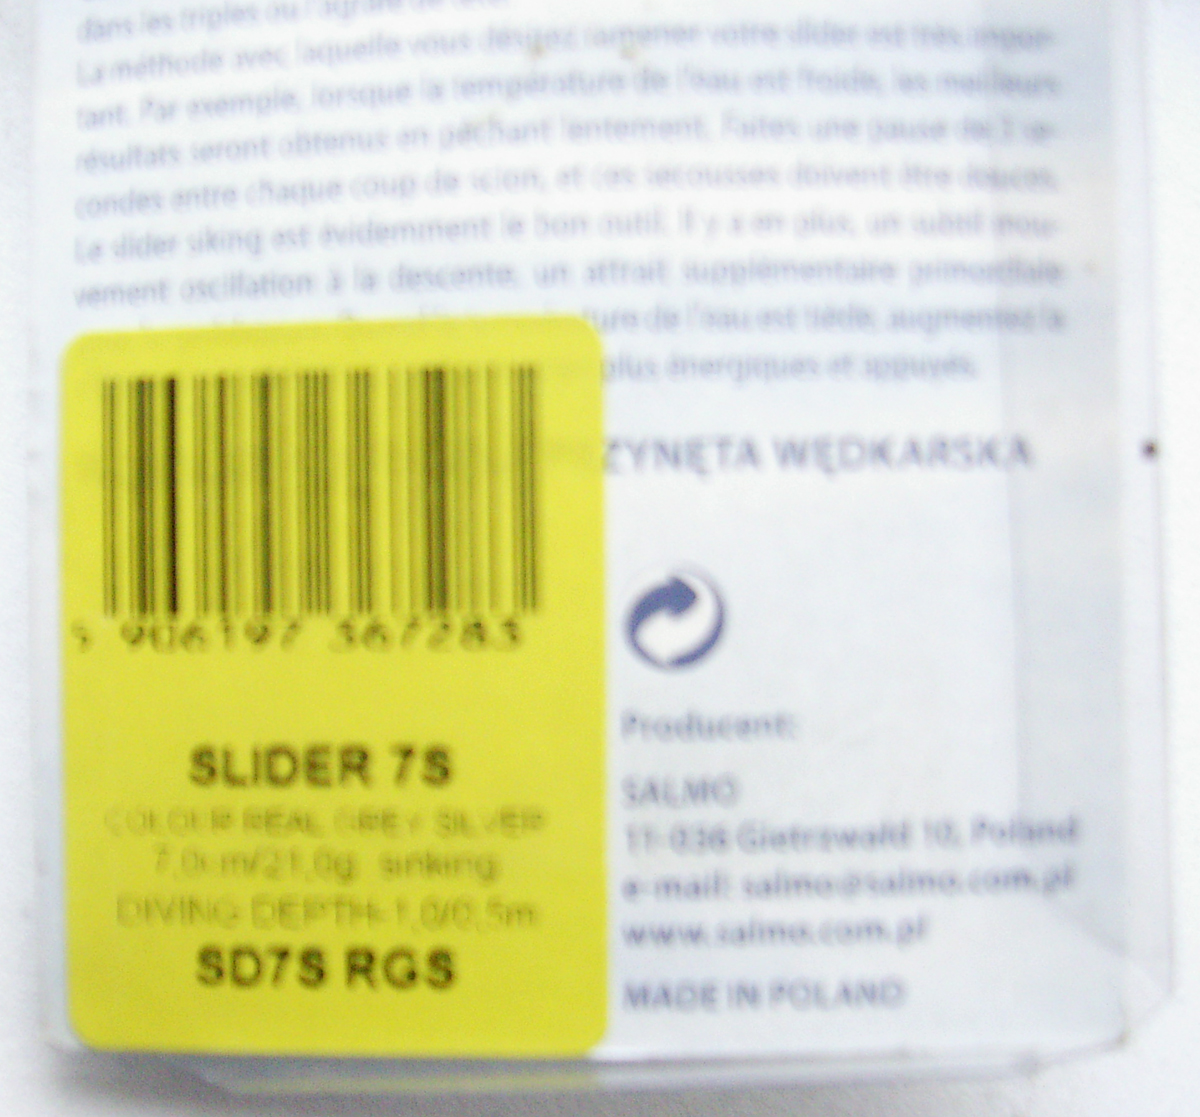 dans les triples ou l'agrafe de tête.
La méthode avec laquelle vous désirez ramener votre slider est très impor-
tant. Par exemple, lorsque la température de l'eau est froide, les meilleurs
résultats seront obtenus en pêchant lentement. Faites une pause de 3 se-
condes entre chaque coup de scion, et ces secousses doivent être douces.
Le slider siking est évidemment le bon outil. Il y a en plus, un subtil mou-
vement oscillation à la descente, un attrait supplémentaire primordiale
de l'eau est tiède, augmentez la
plus énergiques et appuyés.
ZYNĘTA WĘDKARSKA
5 906197 367283
SLIDER 7S
COLOUR REAL GREY SILVER
7,0cm/21,0g sinking
DIVING DEPTH-1,0/0,5m
SD7S RGS
Producent:
SALMO
11-036 Gietrzwałd 10, Poland
e-mail: salmo@salmo.com.pl
www.salmo.com.pl
MADE IN POLAND